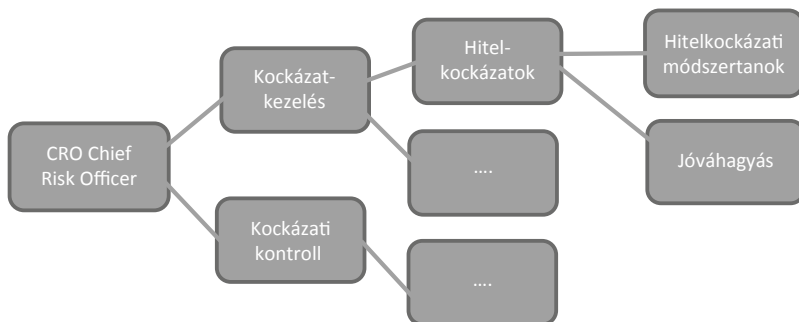 CRO Chief
Risk Officer
Kockázat-
kezelés
Kockázati
kontroll
Hitel-
kockázatok
....
....
Hitelkockázati
módszertanok
Jóváhagyás